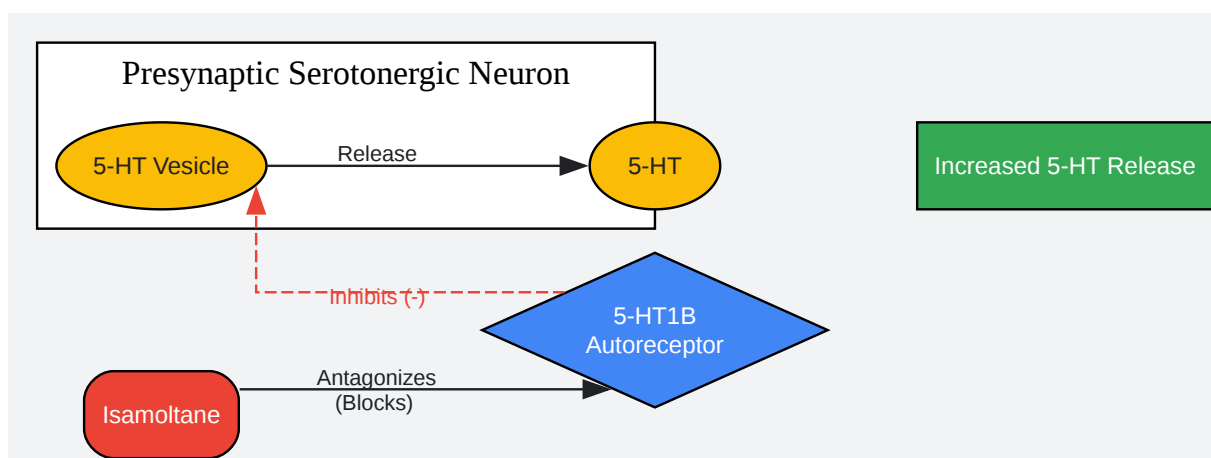 Presynaptic Serotonergic Neuron
5-HT Vesicle
Release
5-HT
Increased 5-HT Release
Inhibits (-)
5-HT1B
Autoreceptor
Antagonizes
(Blocks)
Isamoltane